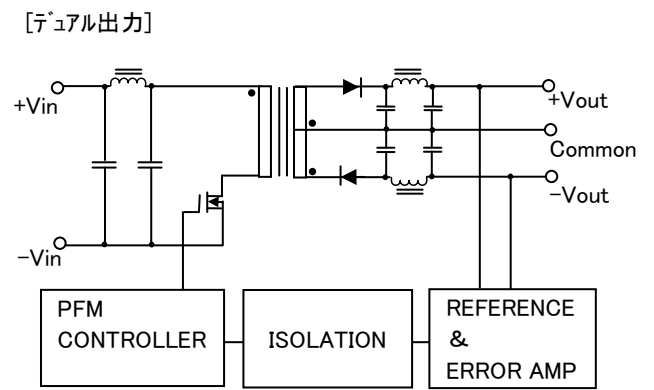 [デュアル出力]
+Vin
+Vout
Common
−Vout
−Vin
PFM
CONTROLLER
ISOLATION
REFERENCE
&
ERROR AMP